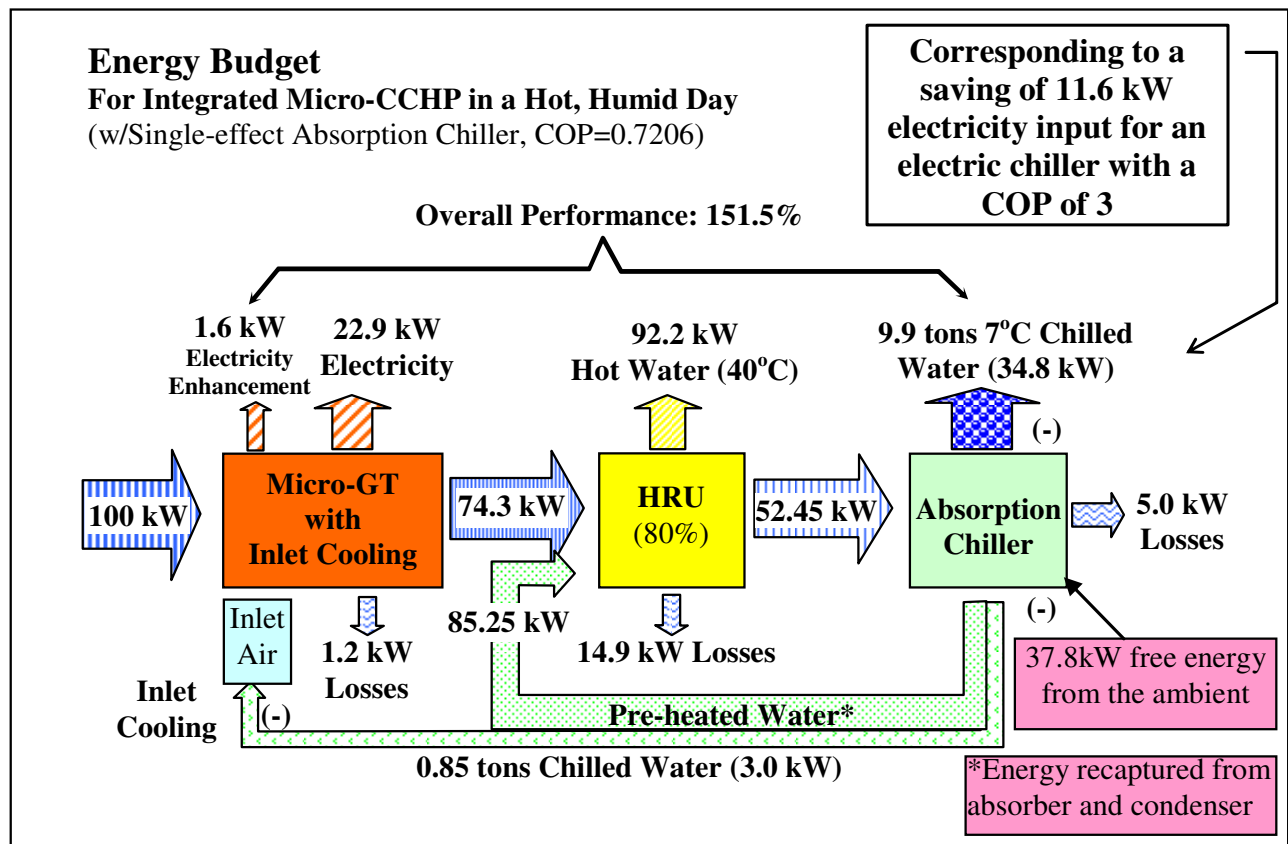 Energy Budget
For Integrated Micro-CCHP in a Hot, Humid Day
(w/Single-effect Absorption Chiller, COP=0.7206)
Corresponding to a
saving of 11.6 kW
electricity input for an
electric chiller with a
COP of 3
Overall Performance: 151.5%
1.6 kW
Electricity
Enhancement
22.9 kW
Electricity
92.2 kW
Hot Water (40°C)
9.9 tons 7°C Chilled
Water (34.8 kW)
(-)
100 kW
Micro-GT
with
Inlet Cooling
74.3 kW
HRU
(80%)
52.45 kW
Absorption
Chiller
5.0 kW
Losses
Inlet
Air
1.2 kW
Losses
85.25 kW
14.9 kW Losses
(-)
37.8kW free energy
from the ambient
Inlet
Cooling
(-)
Pre-heated Water*
0.85 tons Chilled Water (3.0 kW)
*Energy recaptured from
absorber and condenser